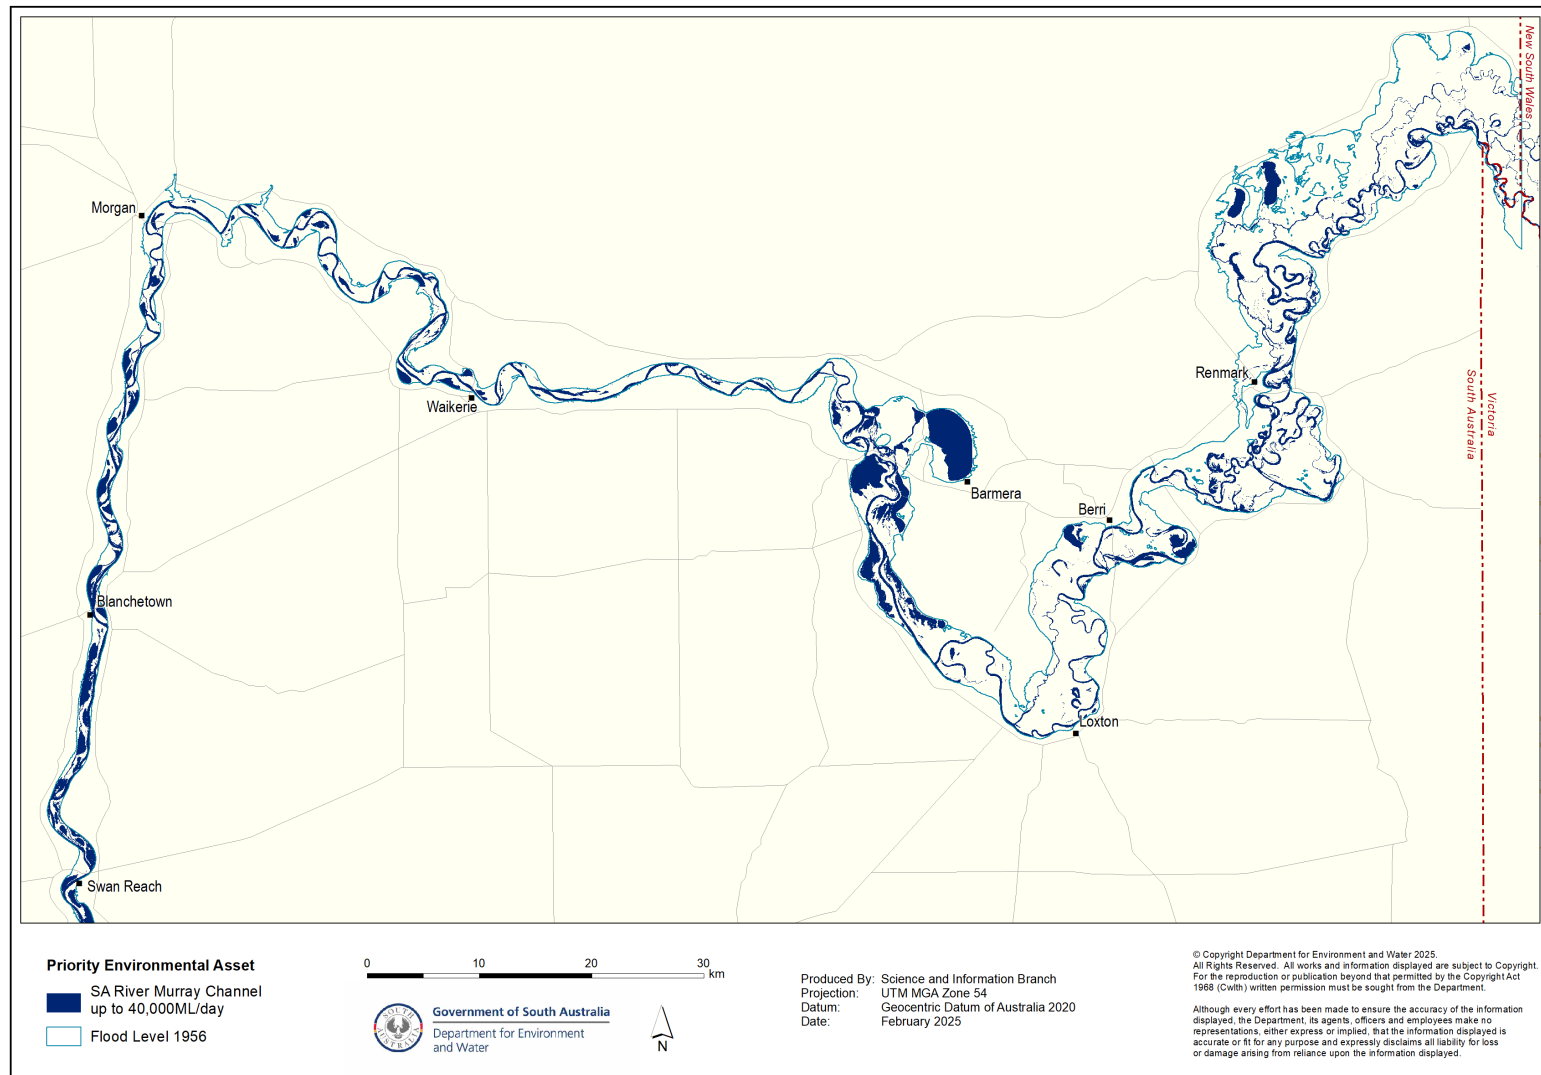 New South Wales
Morgan
Renmark
Waikerie
Victoria
South Australia
Barmera
Berri
Blanchetown
Loxton
Swan Reach
Priority Environmental Asset
SA River Murray Channel
up to 40,000ML/day
Flood Level 1956
0 10 20 30
km
SOUTH AUSTRALIA
Government of South Australia
Department for Environment
and Water
N
Produced By: Science and Information Branch
Projection: UTM MGA Zone 54
Datum: Geocentric Datum of Australia 2020
Date: February 2025
© Copyright Department for Environment and Water 2025.
All Rights Reserved. All works and information displayed are subject to Copyright.
For the reproduction or publication beyond that permitted by the Copyright Act
1968 (Cwlth) written permission must be sought from the Department.
Although every effort has been made to ensure the accuracy of the information
displayed, the Department, its agents, officers and employees make no
representations, either express or implied, that the information displayed is
accurate or fit for any purpose and expressly disclaims all liability for loss
or damage arising from reliance upon the information displayed.